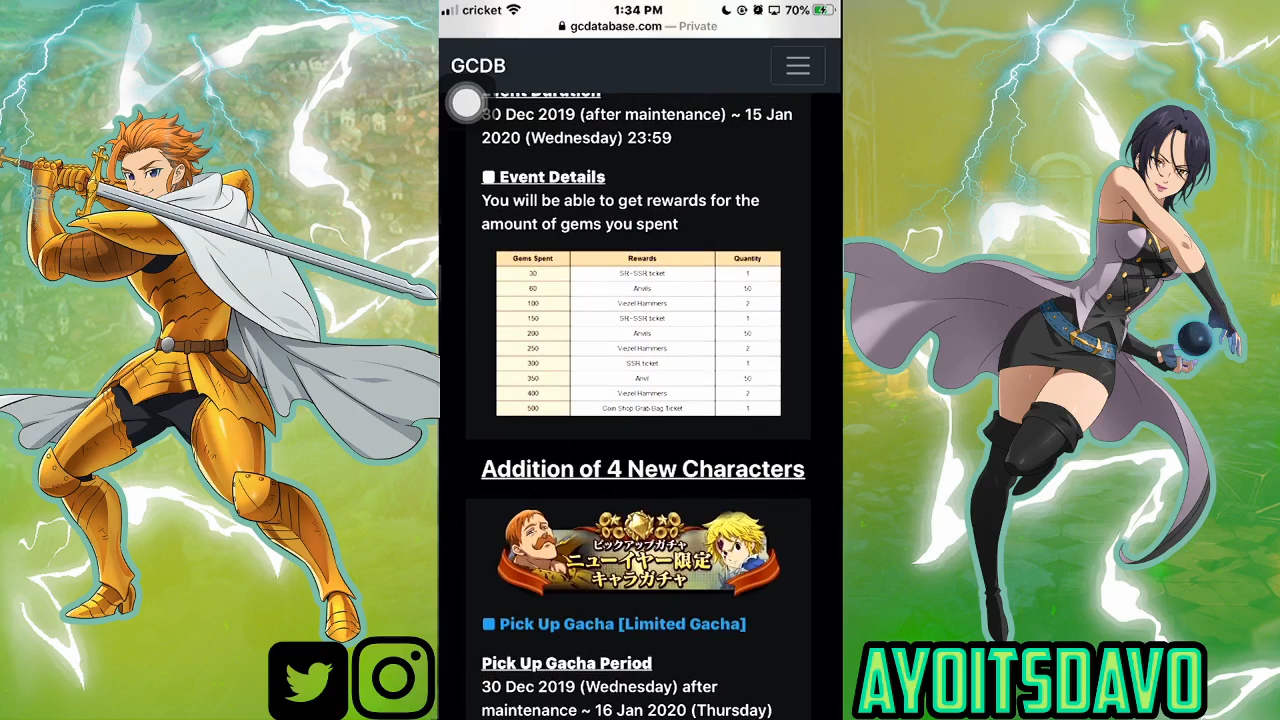 cricket 1:34 PM 70%
gcdatabase.com — Private
GCDB
Event Duration
30 Dec 2019 (after maintenance) ~ 15 Jan
2020 (Wednesday) 23:59
Event Details
You will be able to get rewards for the
amount of gems you spent
Gems Spent Rewards Quantity
30 SR-SSR ticket 1
60 Anvils 50
100 Viezel Hammers 2
150 SR-SSR ticket 1
200 Anvils 50
250 Viezel Hammers 2
300 SSR ticket 1
350 Anvil 50
400 Viezel Hammers 2
500 Coin Shop Grab Bag Ticket 1
Addition of 4 New Characters
ピックアップガチャ
ニューイヤー限定
キャラガチャ
Pick Up Gacha [Limited Gacha]
Pick Up Gacha Period
30 Dec 2019 (Wednesday) after
maintenance ~ 16 Jan 2020 (Thursday)
AYOITSDAVO